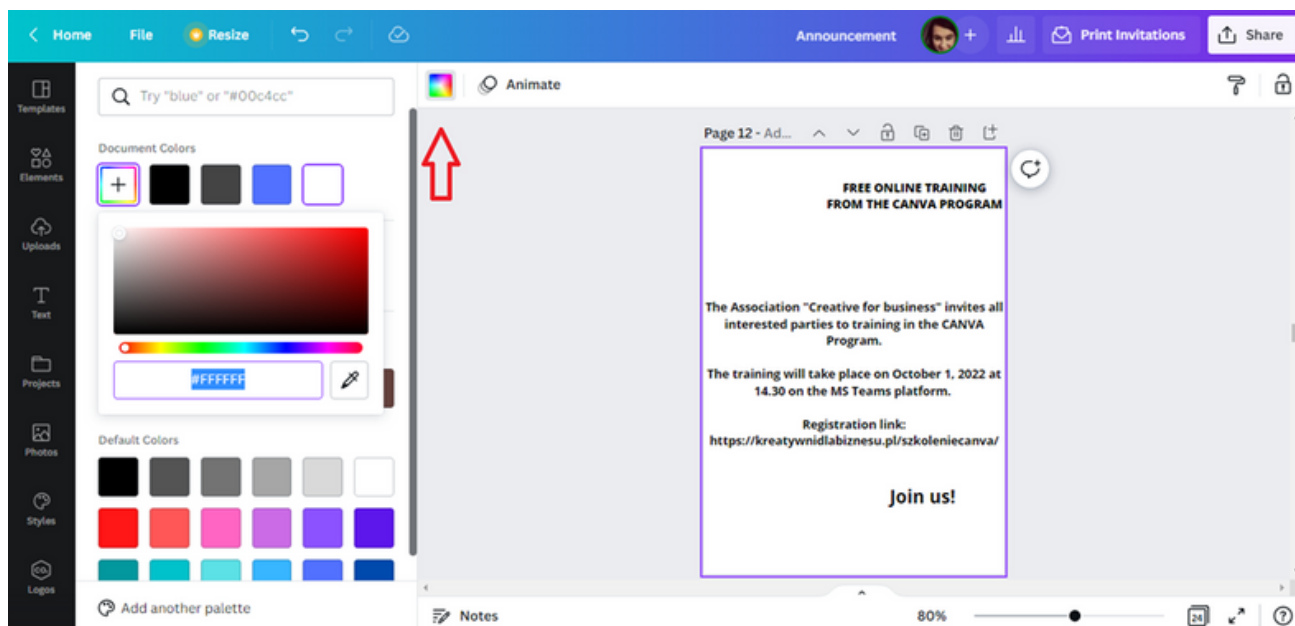 Home File Resize Announcement + Print Invitations Share
Templates
Elements
Uploads
Text
Projects
Photos
Styles
CO.
Logos
Try "blue" or "#00c4cc"
Document Colors
#FFFFFF
Default Colors
Add another palette
Animate
Page 12 - Ad...
FREE ONLINE TRAINING
FROM THE CANVA PROGRAM
The Association "Creative for business" invites all
interested parties to training in the CANVA
Program.
The training will take place on October 1, 2022 at
14.30 on the MS Teams platform.
Registration link:
https://kreatywnidlabiznesu.pl/szkoleniecanva/
Join us!
Notes 80% 24 ?